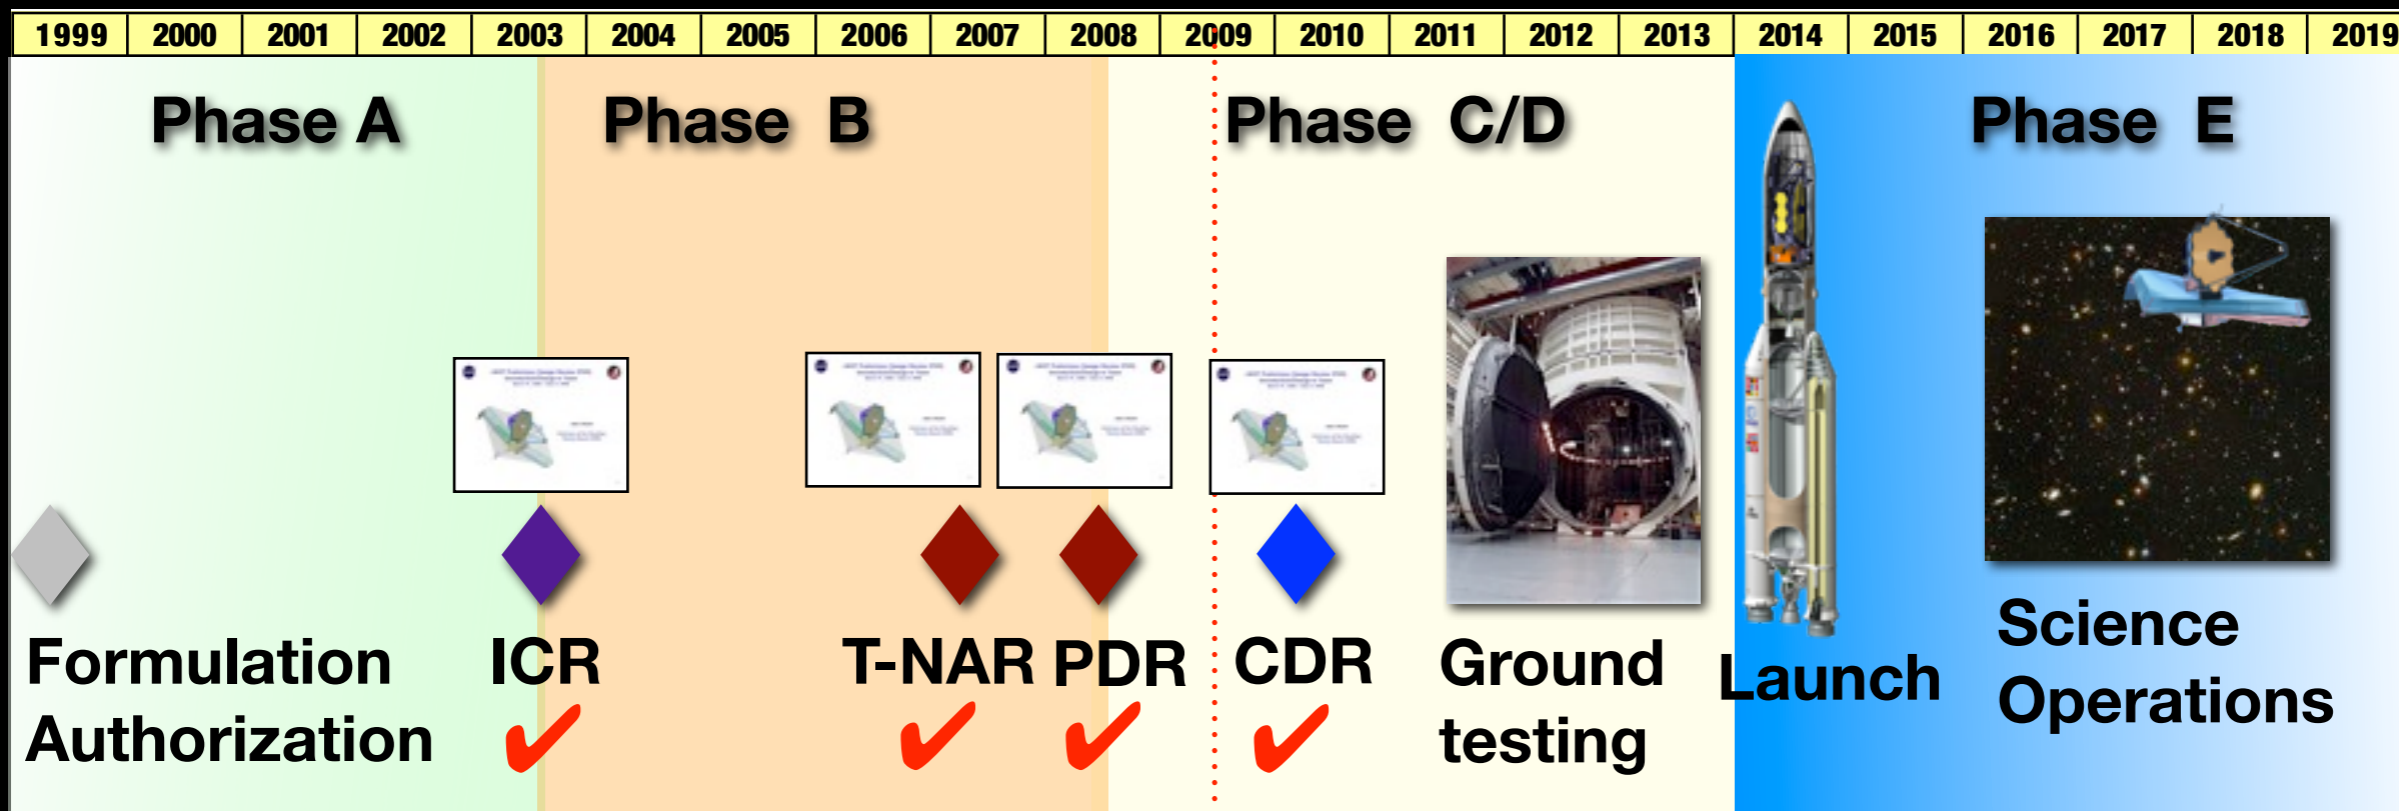 1999 2000 2001 2002 2003 2004 2005 2006 2007 2008 2009 2010 2011 2012 2013 2014 2015 2016 2017 2018 2019
Phase A Phase B Phase C/D Phase E
Formulation
Authorization
ICR
T-NAR
PDR
CDR
Ground
testing
Launch
Science
Operations